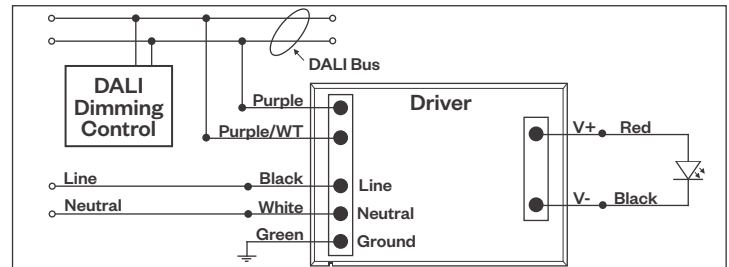 DALI Bus
DALI
Dimming
Control
Driver
Purple
Purple/WT
V+ Red
Line Black Line
Neutral White Neutral
V- Black
Green Ground